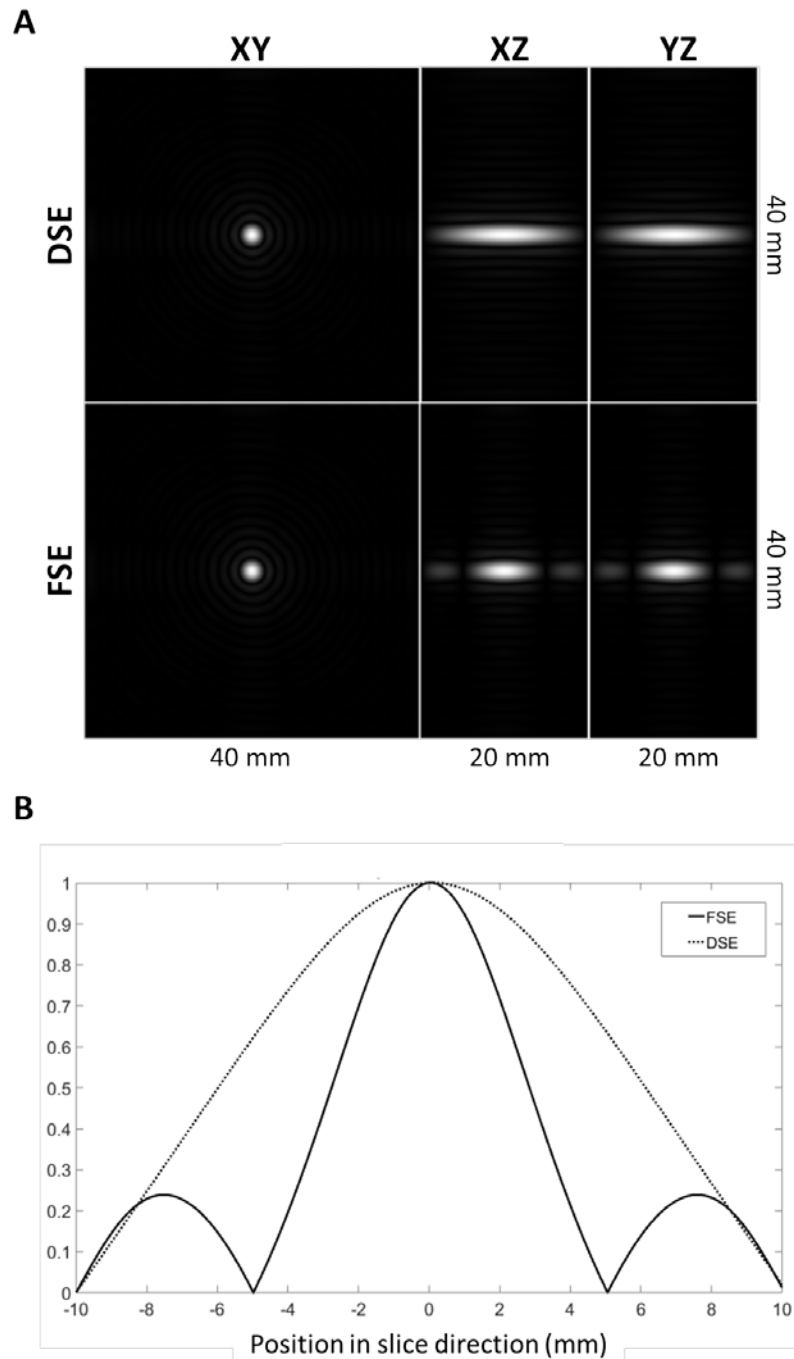 A
XY XZ YZ
DSE
40 mm
FSE
40 mm
40 mm 20 mm 20 mm
B
1
0.9
0.8
0.7
0.6
0.5
0.4
0.3
0.2
0.1
0
FSE
DSE
-10 -8 -6 -4 -2 0 2 4 6 8 10
Position in slice direction (mm)